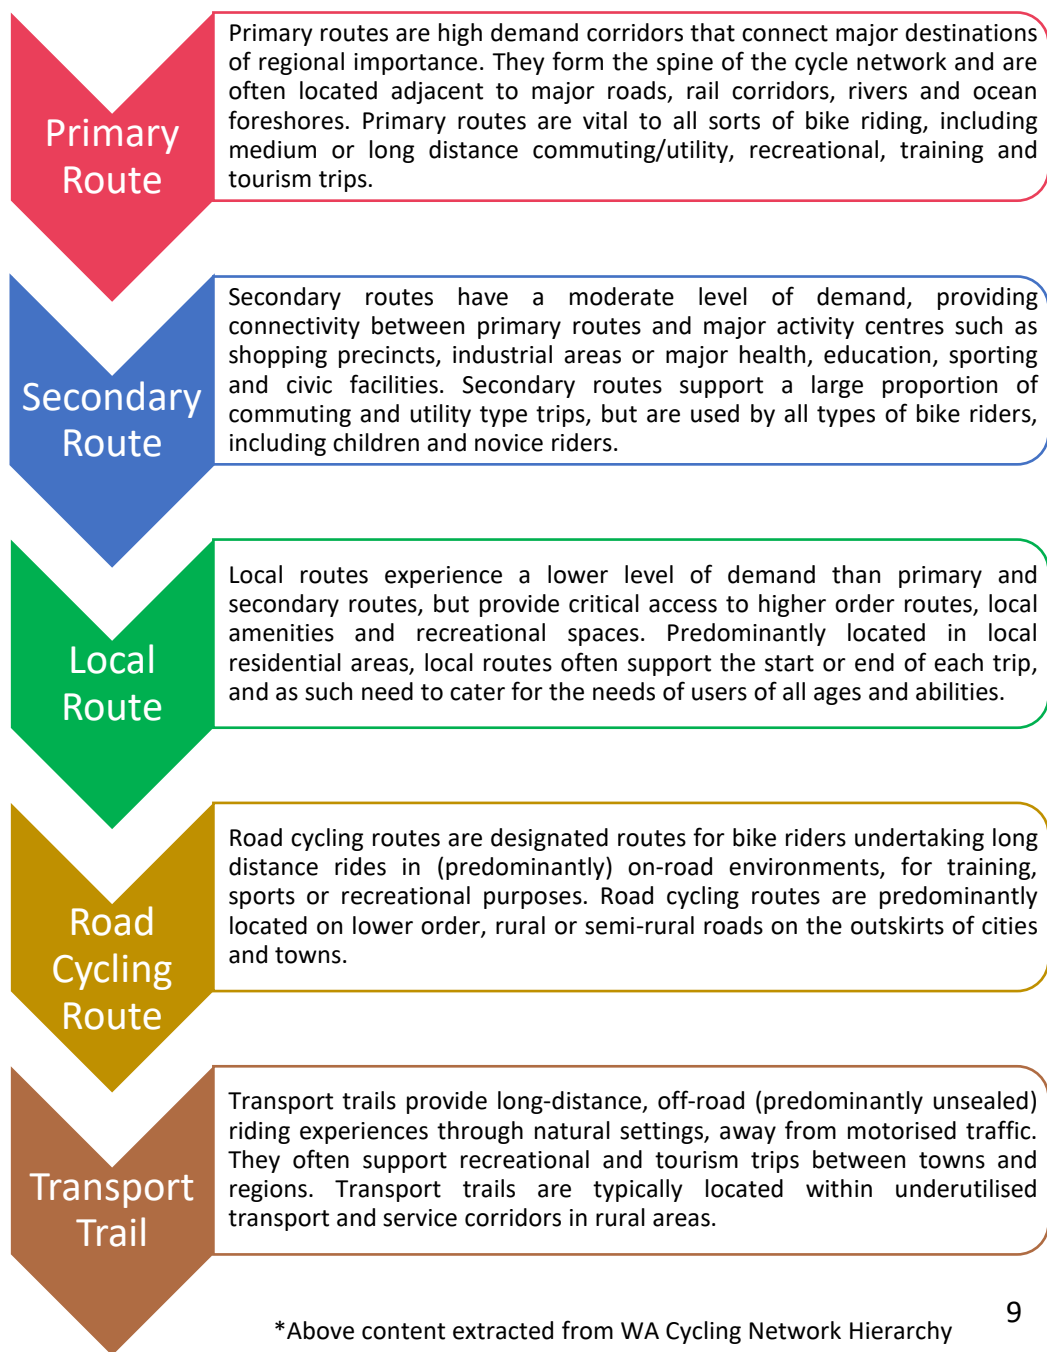 Primary
Route
Primary routes are high demand corridors that connect major destinations
of regional importance. They form the spine of the cycle network and are
often located adjacent to major roads, rail corridors, rivers and ocean
foreshores. Primary routes are vital to all sorts of bike riding, including
medium or long distance commuting/utility, recreational, training and
tourism trips.
Secondary
Route
Secondary routes have a moderate level of demand, providing
connectivity between primary routes and major activity centres such as
shopping precincts, industrial areas or major health, education, sporting
and civic facilities. Secondary routes support a large proportion of
commuting and utility type trips, but are used by all types of bike riders,
including children and novice riders.
Local
Route
Local routes experience a lower level of demand than primary and
secondary routes, but provide critical access to higher order routes, local
amenities and recreational spaces. Predominantly located in local
residential areas, local routes often support the start or end of each trip,
and as such need to cater for the needs of users of all ages and abilities.
Road
Cycling
Route
Road cycling routes are designated routes for bike riders undertaking long
distance rides in (predominantly) on-road environments, for training,
sports or recreational purposes. Road cycling routes are predominantly
located on lower order, rural or semi-rural roads on the outskirts of cities
and towns.
Transport
Trail
Transport trails provide long-distance, off-road (predominantly unsealed)
riding experiences through natural settings, away from motorised traffic.
They often support recreational and tourism trips between towns and
regions. Transport trails are typically located within underutilised
transport and service corridors in rural areas.
*Above content extracted from WA Cycling Network Hierarchy
9